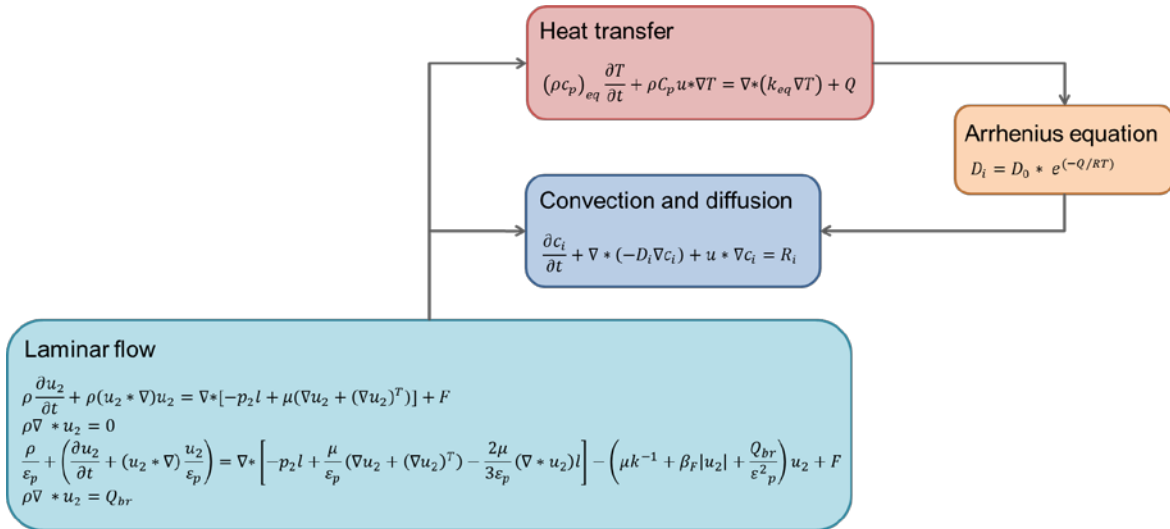 Heat transfer
(ρc_p)_eq ∂T/∂t + ρC_p u*∇T = ∇*(k_eq ∇T) + Q
Arrhenius equation
D_i = D_0 * e^(-Q/RT)
Convection and diffusion
∂c_i/∂t + ∇ * (-D_i∇c_i) + u * ∇c_i = R_i
Laminar flow
ρ ∂u_2/∂t + ρ(u_2 * ∇)u_2 = ∇*[-p_2 l + μ(∇u_2 + (∇u_2)^T)] + F
ρ∇ * u_2 = 0
ρ/ε_p + (∂u_2/∂t + (u_2 * ∇) u_2/ε_p) = ∇* [-p_2 l + μ/ε_p (∇u_2 + (∇u_2)^T) - 2μ/3ε_p (∇ * u_2)l] - (μk^-1 + β_F|u_2| + Q_br/ε^2_p) u_2 + F
ρ∇ * u_2 = Q_br